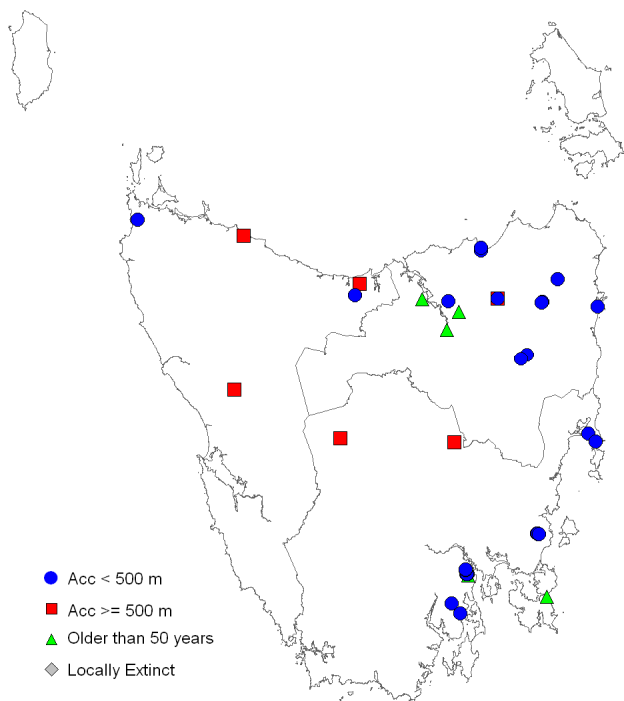 Acc < 500 m
Acc >= 500 m
Older than 50 years
Locally Extinct